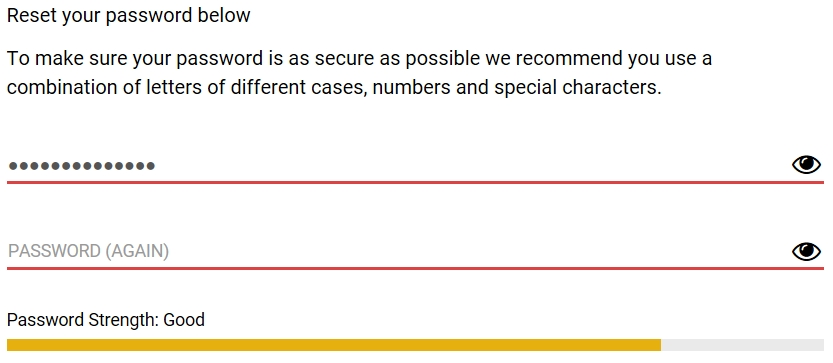 Reset your password below
To make sure your password is as secure as possible we recommend you use a
combination of letters of different cases, numbers and special characters.
●●●●●●●●●●●●●●
PASSWORD (AGAIN)
Password Strength: Good